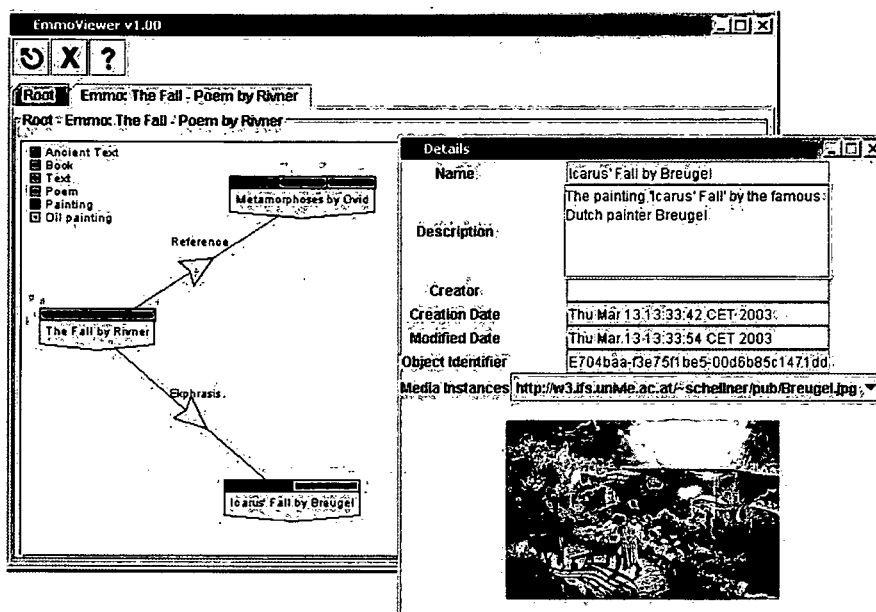 EmmoViewer v1.00
X ?
Root Emmo: The Fall - Poem by Rivner
Root - Emmo: The Fall - Poem by Rivner
Ancient Text
Book
Text
Poem
Painting
Oil painting
Metamorphoses by Ovid
Reference
The Fall by Rivner
Ekphrasis
Icarus' Fall by Breugel
Details
Name Icarus' Fall by Breugel
Description The painting 'Icarus' Fall' by the famous
Dutch painter Breugel
Creator
Creation Date Thu Mar 13 13:33:42 CET 2003
Modified Date Thu Mar 13 13:33:54 CET 2003
Object Identifier E704baa-f3e75f1be5-00d6b85c1471dd
Media Instances http://w3.ifs.univie.ac.at/~schellner/pub/Breugel.jpg